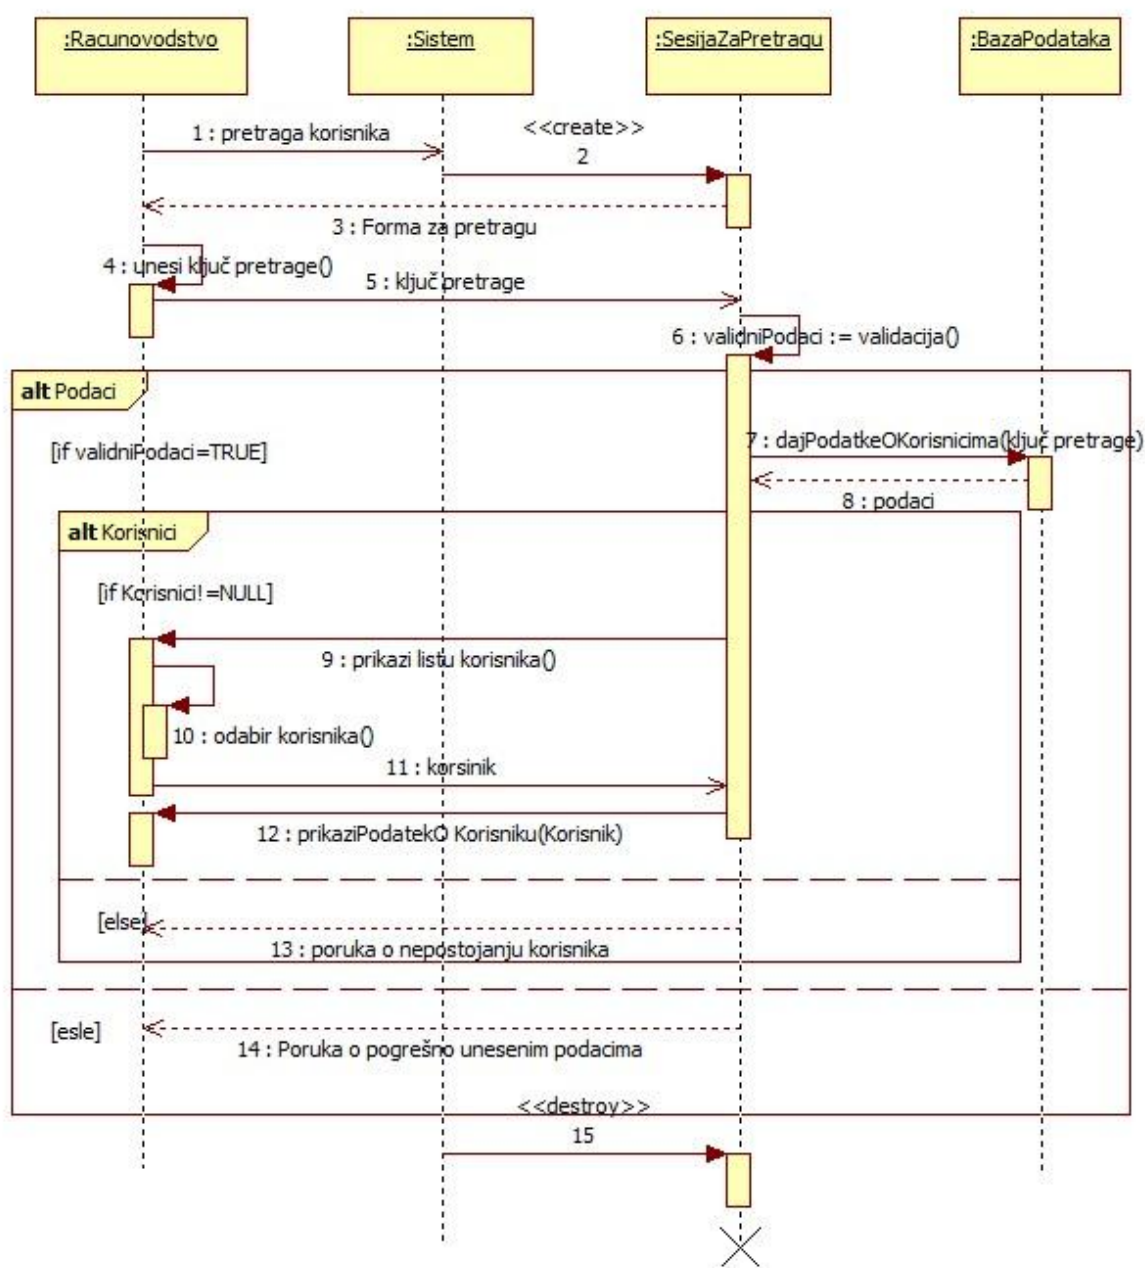 :Racunovodstvo
:Sistem
:SesijaZaPretragu
:BazaPodataka
1 : pretraga korisnika
<<create>>
2
3 : Forma za pretragu
4 : unesi ključ pretrage()
5 : ključ pretrage
6 : validniPodaci := validacija()
alt Podaci
[if validniPodaci=TRUE]
7 : dajPodatkeOKorisnicima(ključ pretrage)
8 : podaci
alt Korisnici
[if Korisnici!=NULL]
9 : prikazi listu korisnika()
10 : odabir korisnika()
11 : korsinik
12 : prikaziPodatekO Korisniku(Korisnik)
[else]
13 : poruka o nepostojanju korisnika
[esle]
14 : Poruka o pogrešno unesenim podacima
<<destroy>>
15